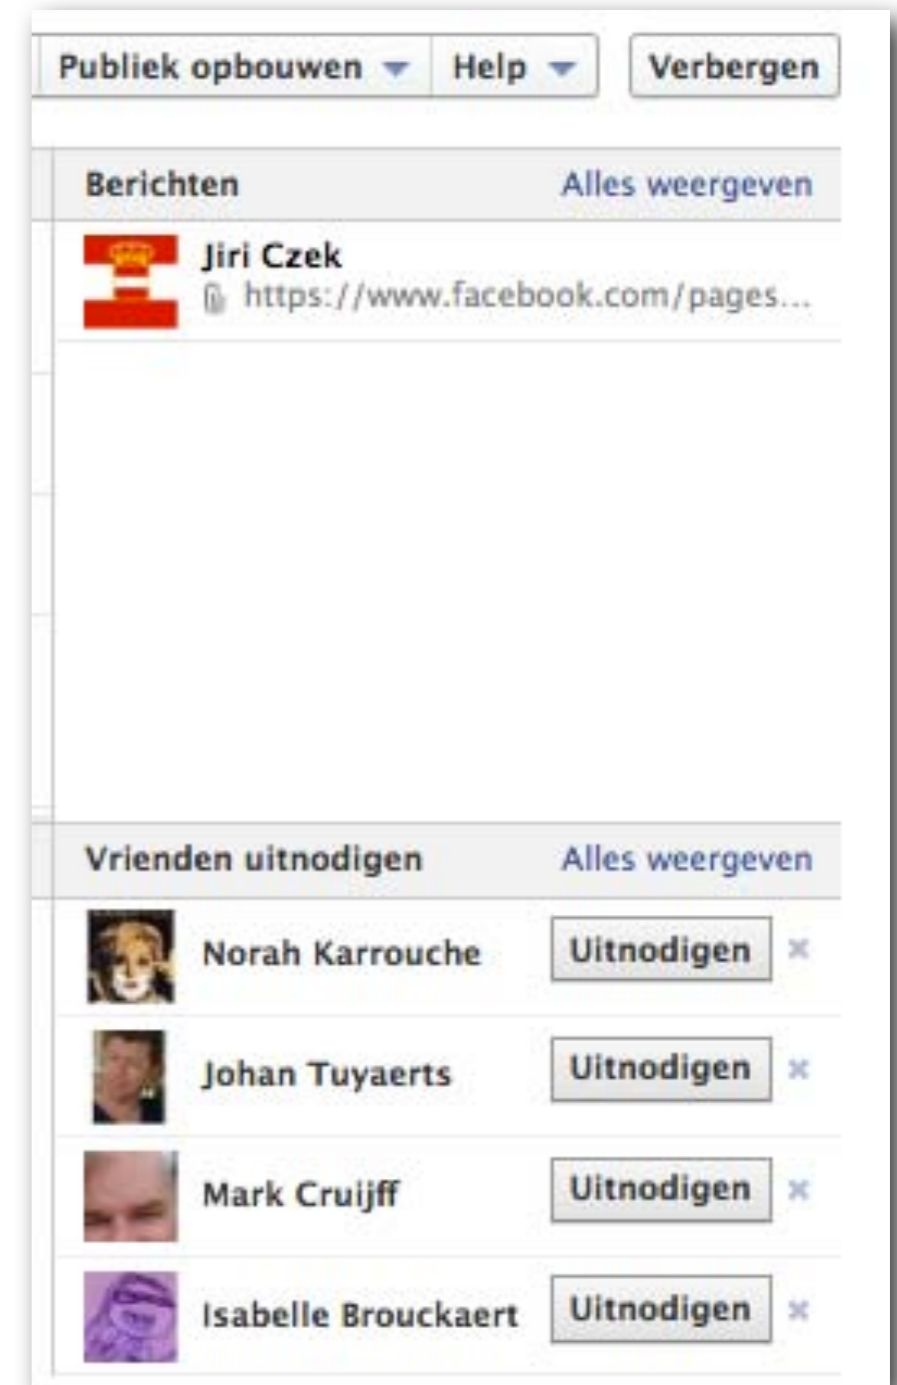 Publiek opbouwen Help Verbergen
Berichten Alles weergeven
Jiri Czek
https://www.facebook.com/pages...
Vrienden uitnodigen Alles weergeven
Norah Karrouche Uitnodigen
Johan Tuyaerts Uitnodigen
Mark Cruijff Uitnodigen
Isabelle Brouckaert Uitnodigen